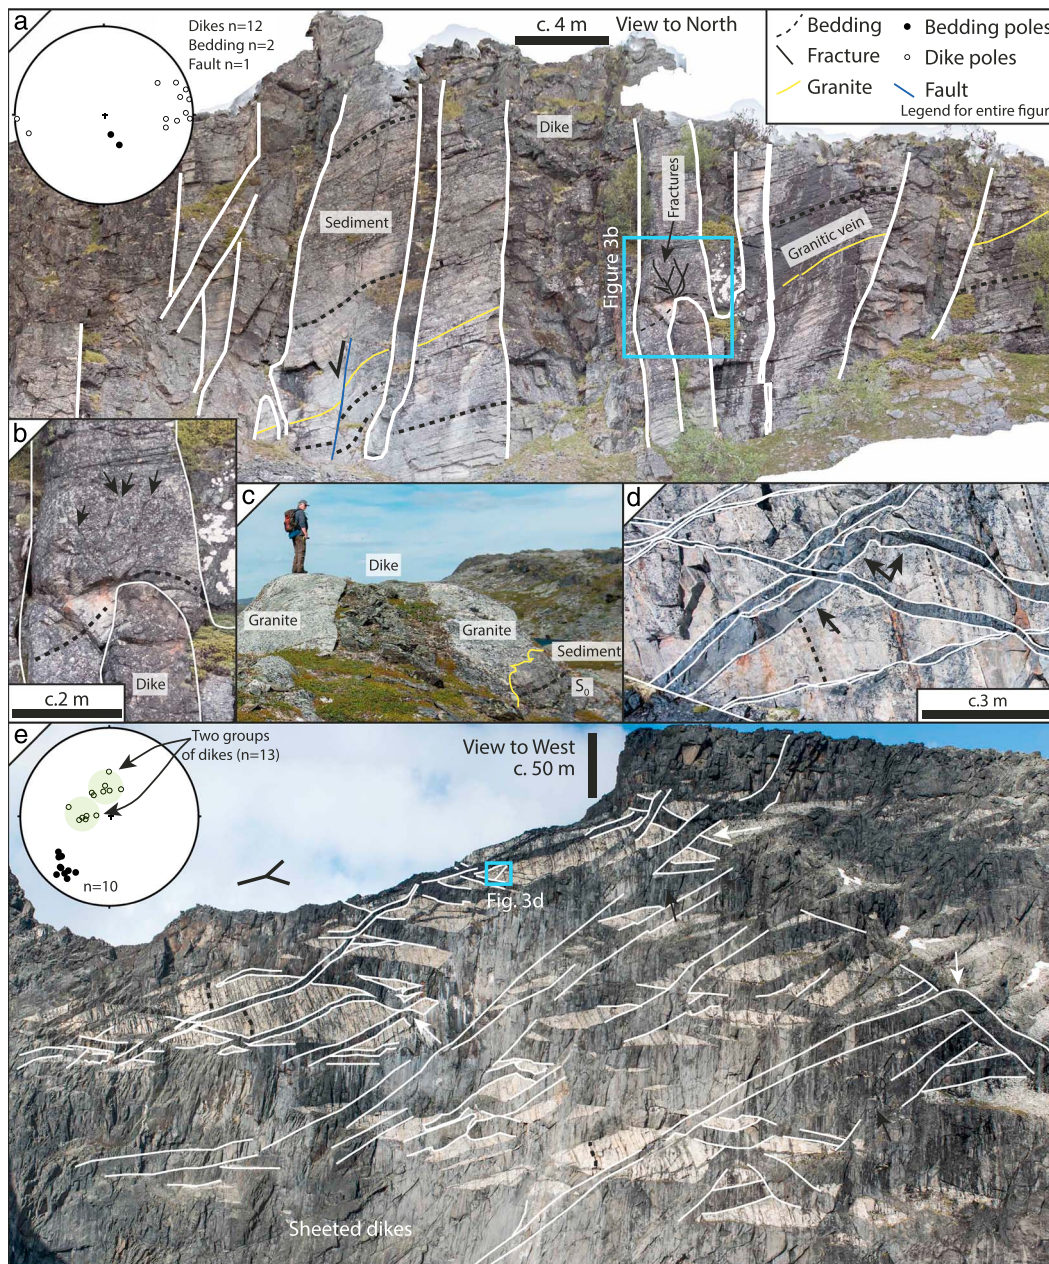 a
Dikes n=12
Bedding n=2
Fault n=1
c. 4 m
View to North
Bedding
Fracture
Granite
Bedding poles
Dike poles
Fault
Legend for entire figur
Dike
Sediment
Fractures
Figure 3b
Granitic vein
b
Dike
c.2 m
c
Dike
Granite
Granite
Sediment
S0
d
c.3 m
e
Two groups
of dikes (n=13)
n=10
View to West
c. 50 m
Fig. 3d
Sheeted dikes